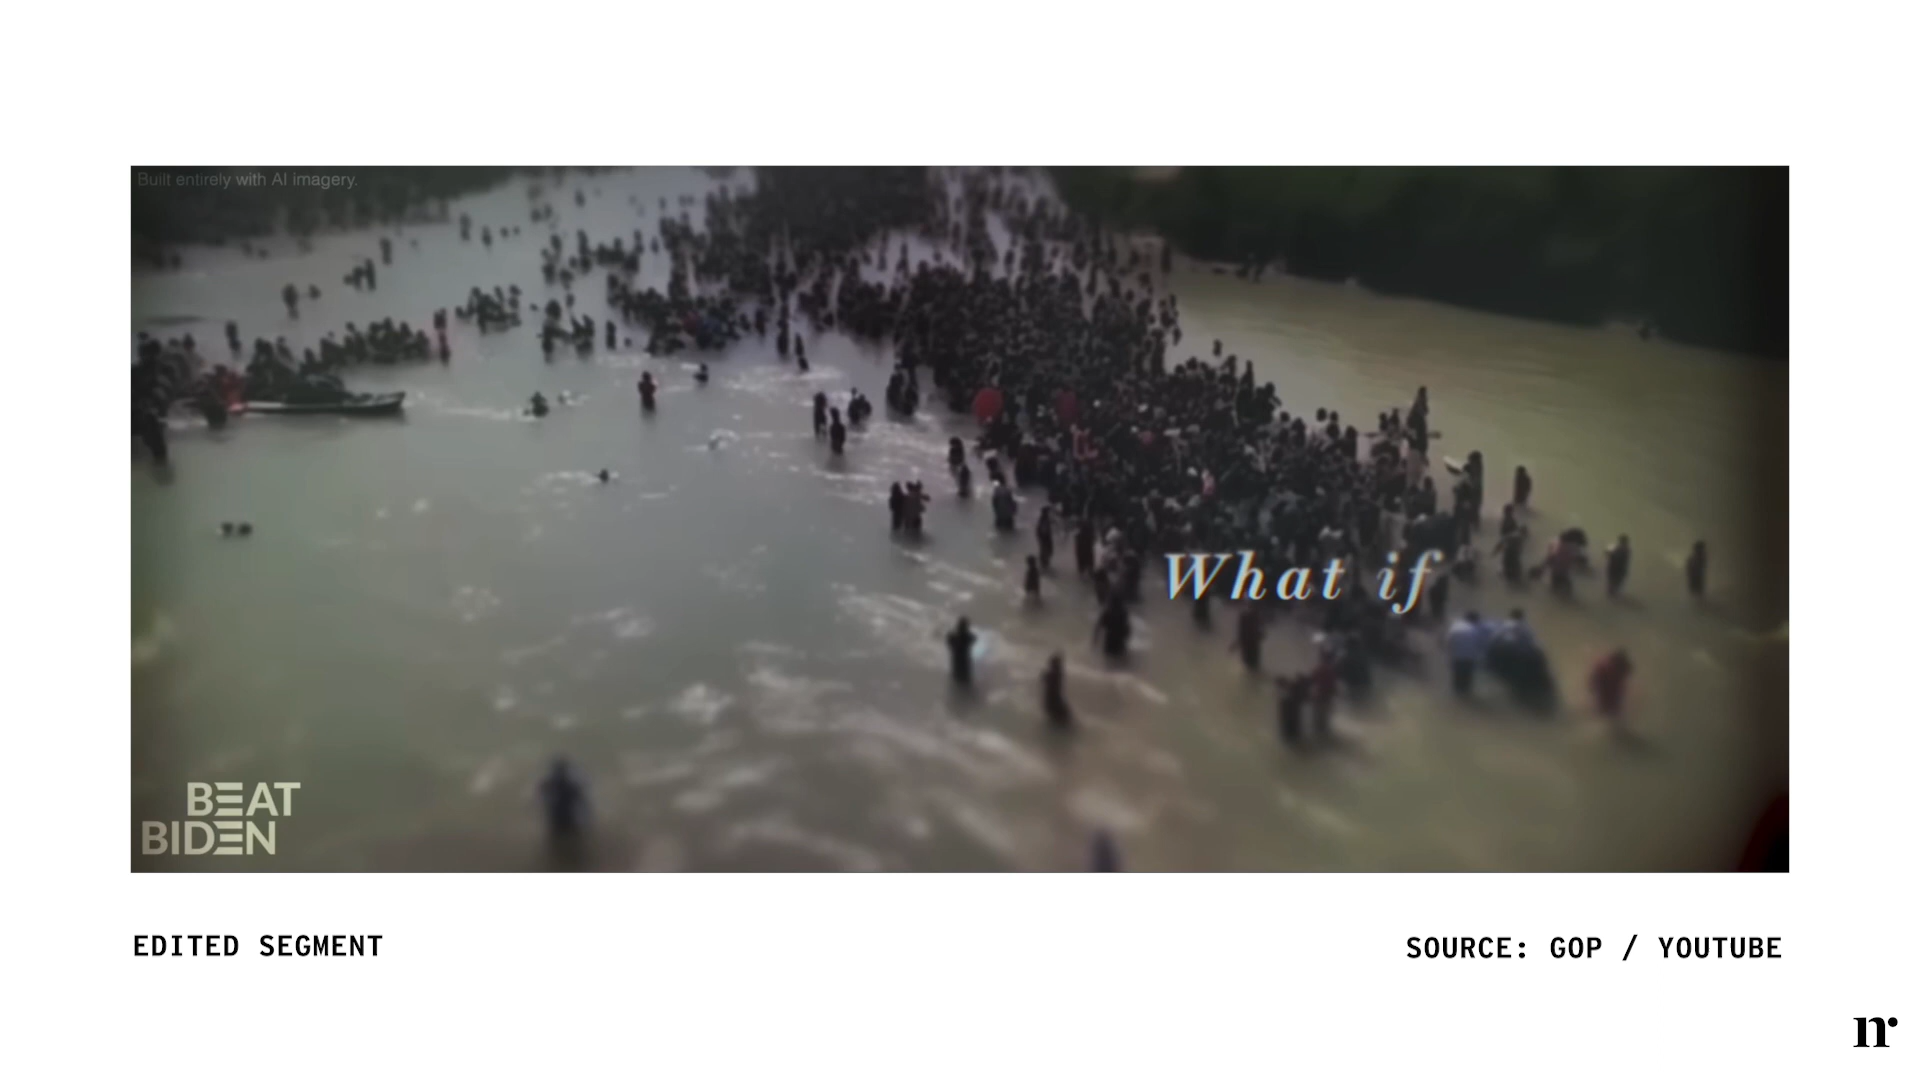 Built entirely with AI imagery.
What if
BEAT
BIDEN
EDITED SEGMENT
SOURCE: GOP / YOUTUBE
nr